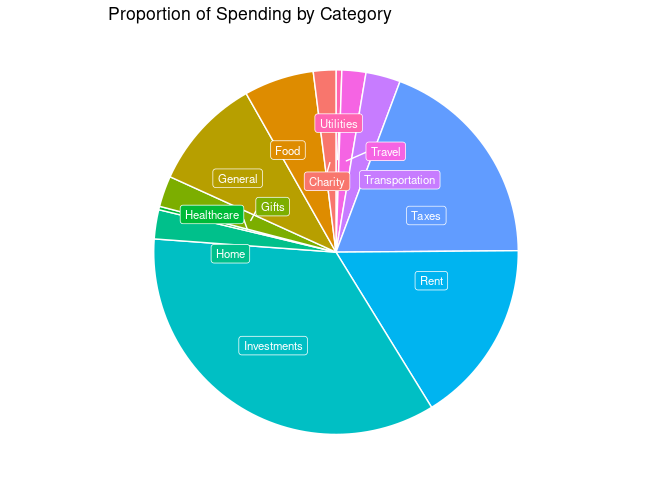 Proportion of Spending by Category
Utilities
Food
Travel
General
Charity
Transportation
Gifts
Healthcare
Taxes
Home
Rent
Investments